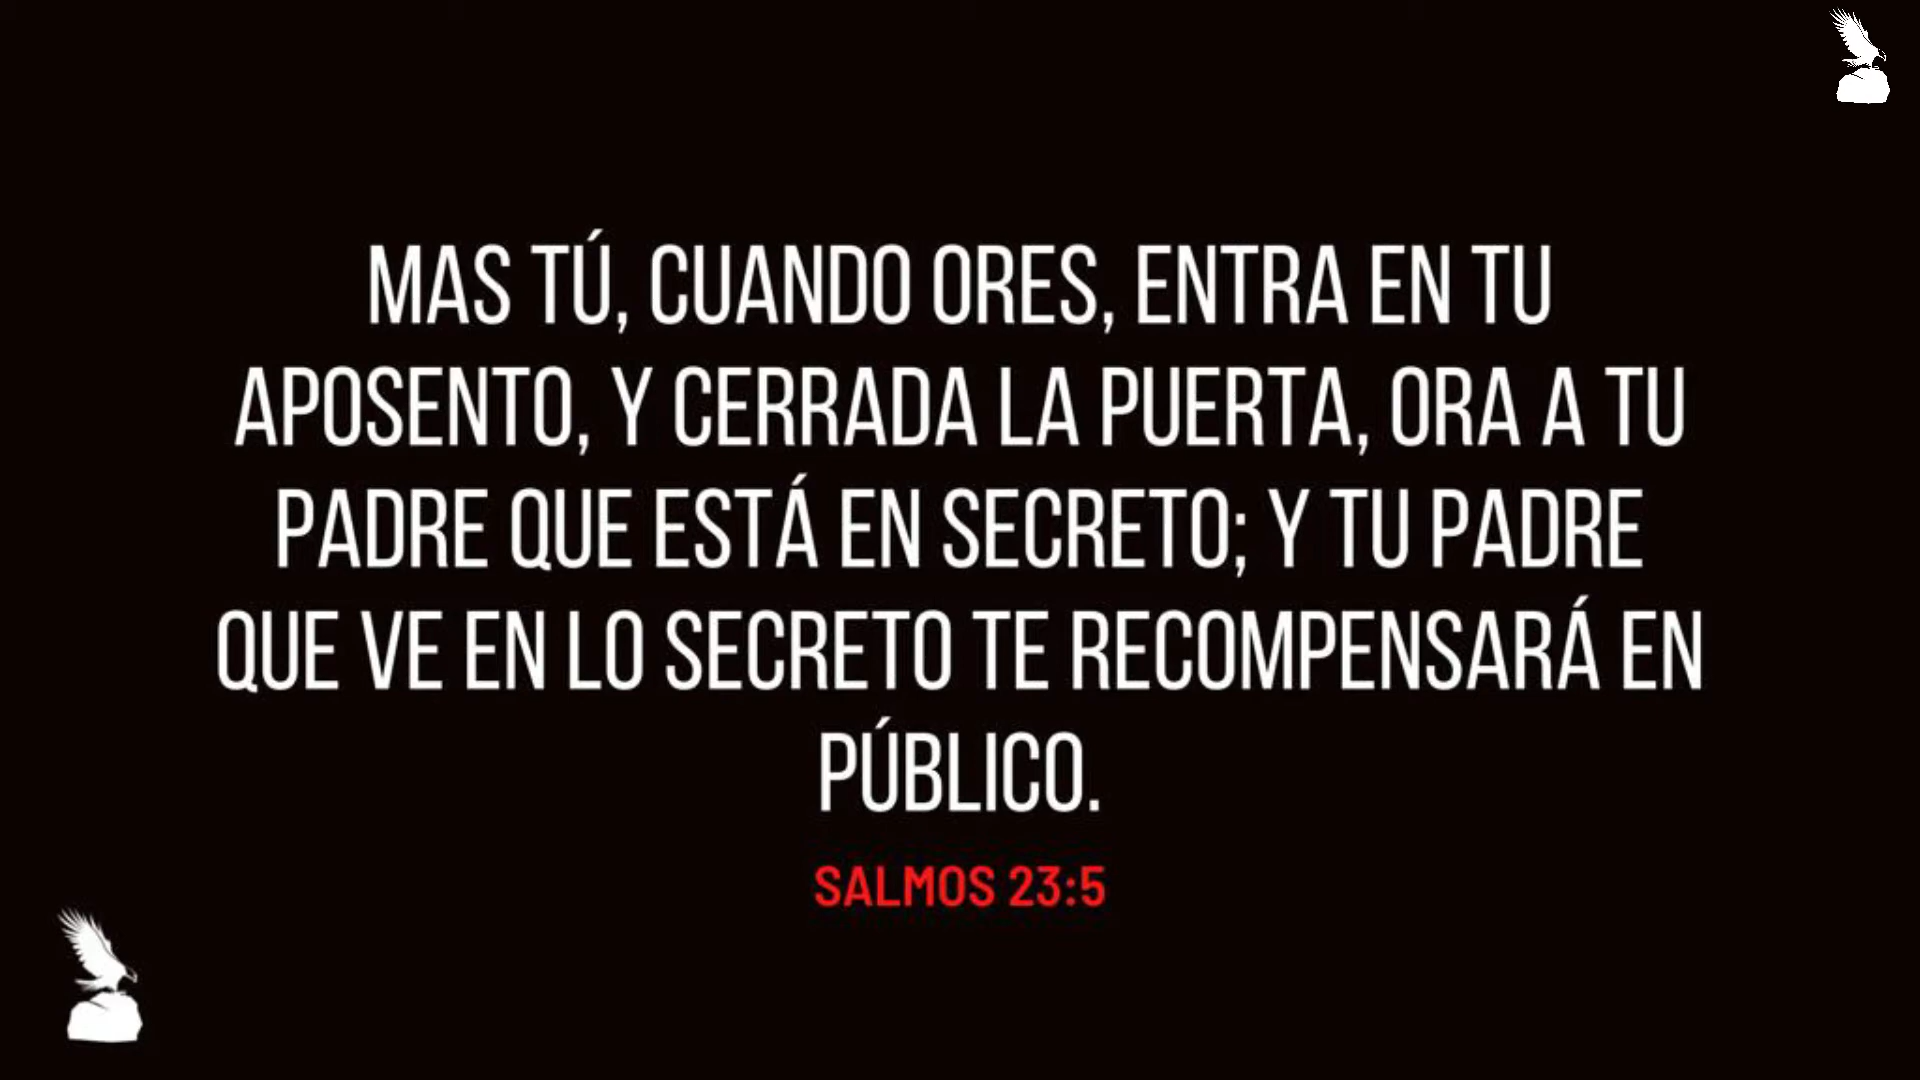 MAS TÚ, CUANDO ORES, ENTRA EN TU
APOSENTO, Y CERRADA LA PUERTA, ORA A TU
PADRE QUE ESTÁ EN SECRETO; Y TU PADRE
QUE VE EN LO SECRETO TE RECOMPENSARÁ EN
PÚBLICO.
SALMOS 23:5